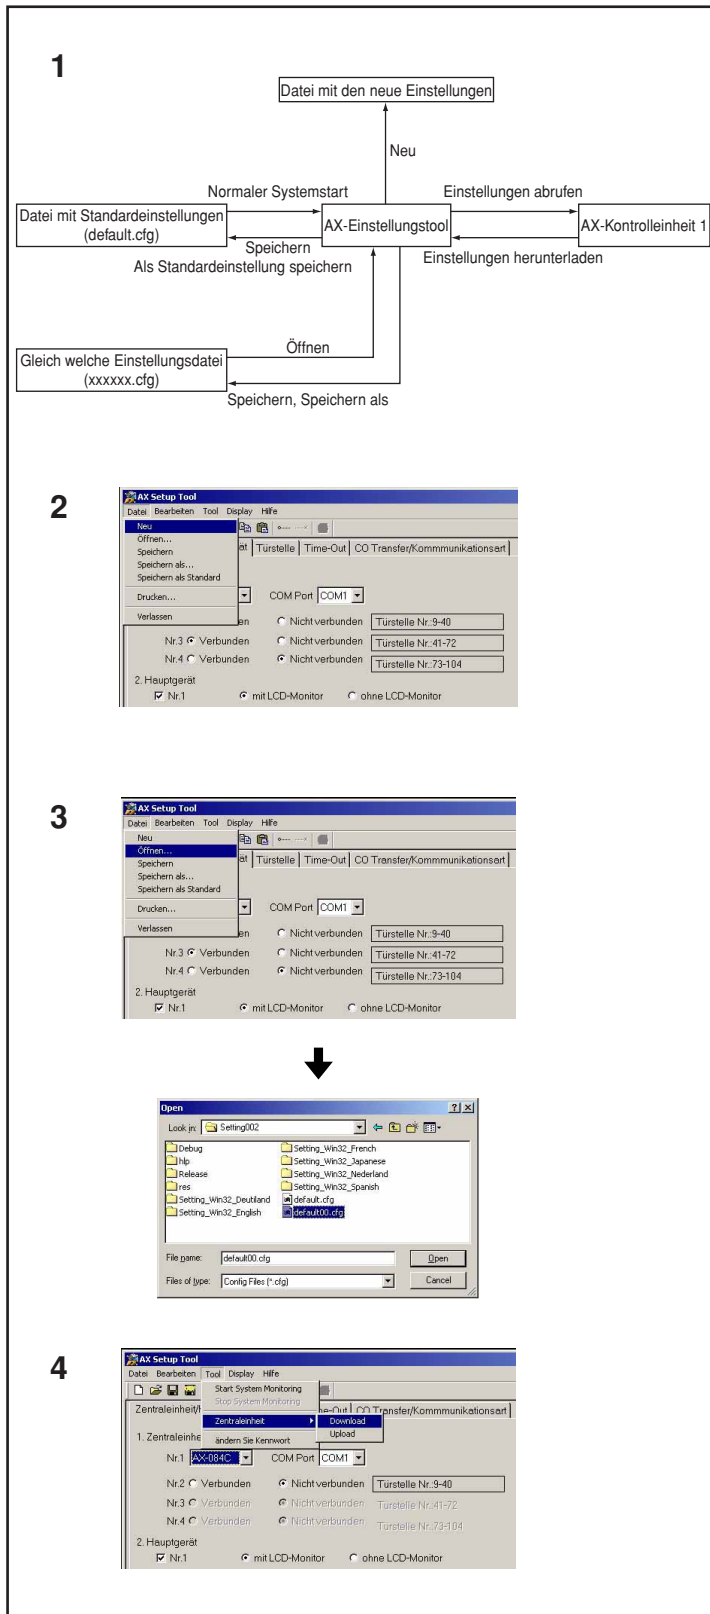 1
Datei mit den neue Einstellungen
Neu
Normaler Systemstart
Einstellungen abrufen
Datei mit Standardeinstellungen
(default.cfg)
AX-Einstellungstool
AX-Kontrolleinheit 1
Speichern
Als Standardeinstellung speichern
Einstellungen herunterladen
Öffnen
Gleich welche Einstellungsdatei
(xxxxxx.cfg)
Speichern, Speichern als
2
AX Setup Tool
Datei Bearbeiten Tool Display Hilfe
Neu
Öffnen...
Speichern
Speichern als...
Speichern als Standard
Drucken...
Verlassen
ät Türstelle Time-Out CO Transfer/Kommmunikationsart
COM Port COM1
en Nicht verbunden Türstelle Nr.:9-40
Nr.3 Verbunden Nicht verbunden Türstelle Nr.:41-72
Nr.4 Verbunden Nicht verbunden Türstelle Nr.:73-104
2. Hauptgerät
Nr.1 mit LCD-Monitor ohne LCD-Monitor
3
AX Setup Tool
Datei Bearbeiten Tool Display Hilfe
Neu
Öffnen...
Speichern
Speichern als...
Speichern als Standard
Drucken...
Verlassen
ät Türstelle Time-Out CO Transfer/Kommmunikationsart
COM Port COM1
en Nicht verbunden Türstelle Nr.:9-40
Nr.3 Verbunden Nicht verbunden Türstelle Nr.:41-72
Nr.4 Verbunden Nicht verbunden Türstelle Nr.:73-104
2. Hauptgerät
Nr.1 mit LCD-Monitor ohne LCD-Monitor
Open
Look in: Setting002
Debug Setting_Win32_French
hlp Setting_Win32_Japanese
Release Setting_Win32_Nederland
res Setting_Win32_Spanish
Setting_Win32_Deutiland default.cfg
Setting_Win32_English default00.cfg
File name: default00.cfg Open
Files of type: Config Files (*.cfg) Cancel
4
AX Setup Tool
Datei Bearbeiten Tool Display Hilfe
Start System Monitoring
Stop System Monitoring
Zentraleinheit
ändern Sie Kennwort
Download
Upload
Zentraleinheit/H me-Out CO Transfer/Kommmunikationsart
1. Zentraleinhe
Nr.1 AX-084C COM Port COM1
Nr.2 Verbunden Nicht verbunden Türstelle Nr.:9-40
Nr.3 Verbunden Nicht verbunden Türstelle Nr.:41-72
Nr.4 Verbunden Nicht verbunden Türstelle Nr.:73-104
2. Hauptgerät
Nr.1 mit LCD-Monitor ohne LCD-Monitor